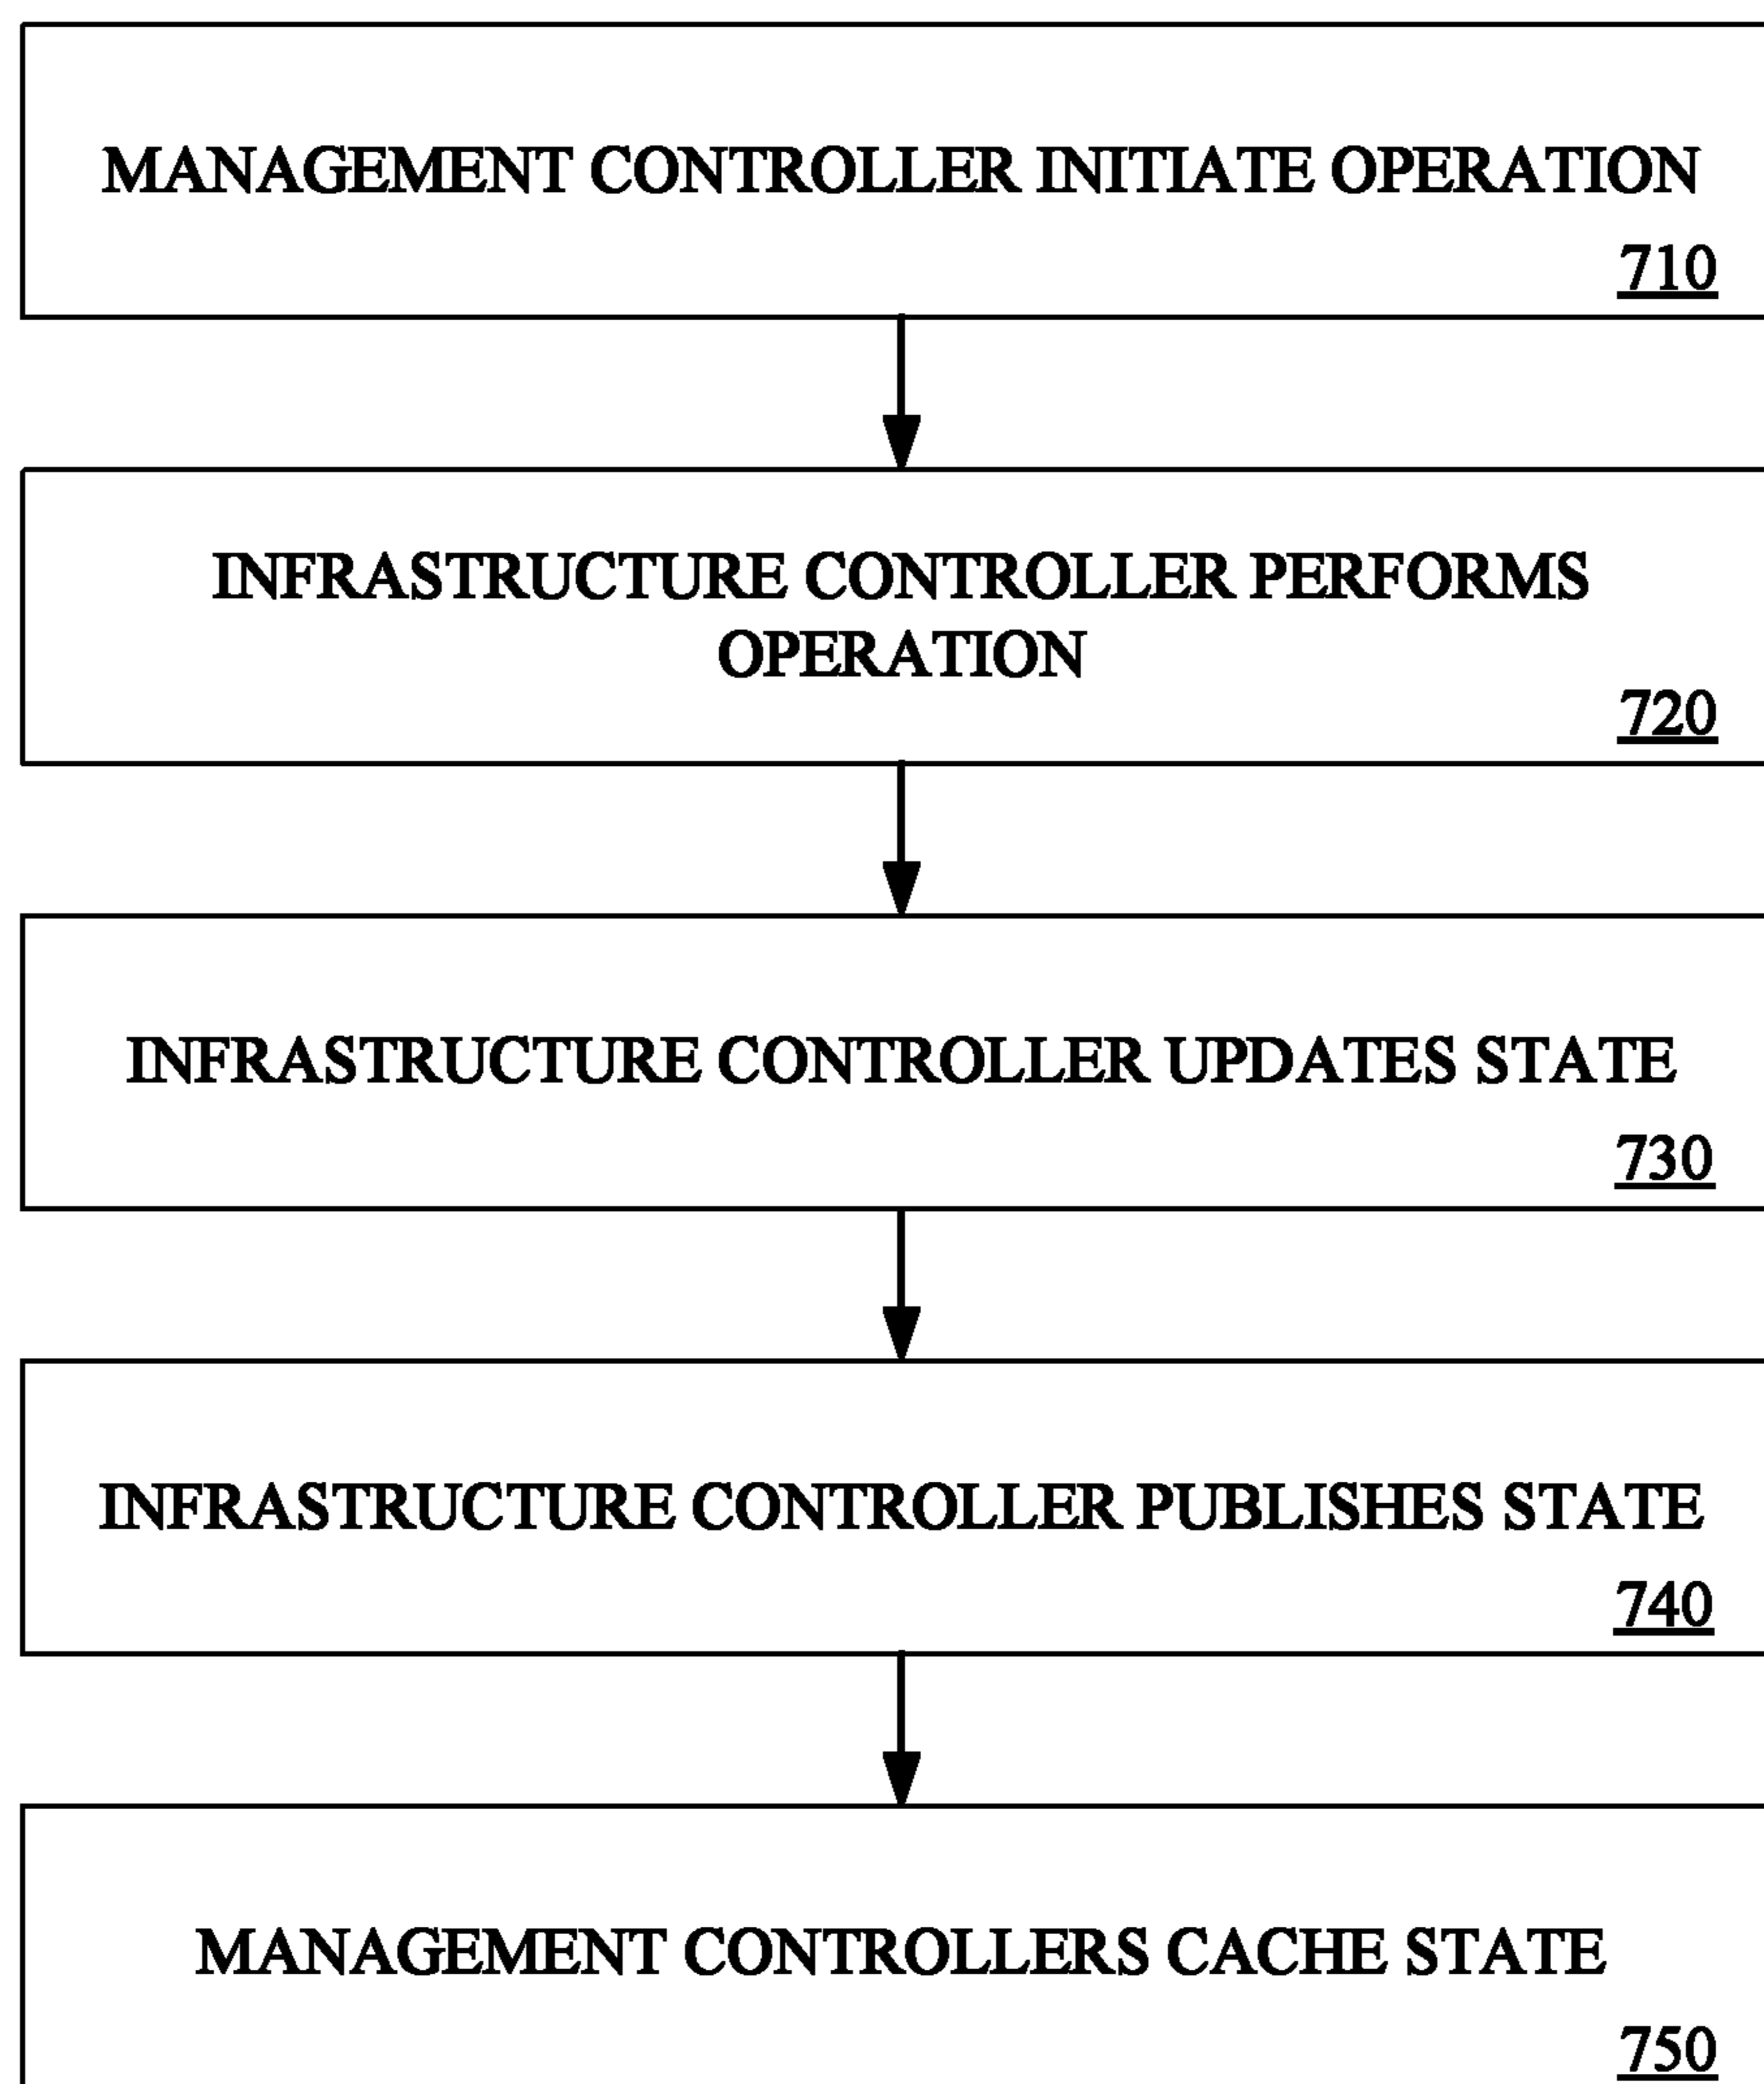 MANAGEMENT CONTROLLER INITIATE OPERATION
710
INFRASTRUCTURE CONTROLLER PERFORMS
OPERATION
720
INFRASTRUCTURE CONTROLLER UPDATES STATE
730
INFRASTRUCTURE CONTROLLER PUBLISHES STATE
740
MANAGEMENT CONTROLLERS CACHE STATE
750